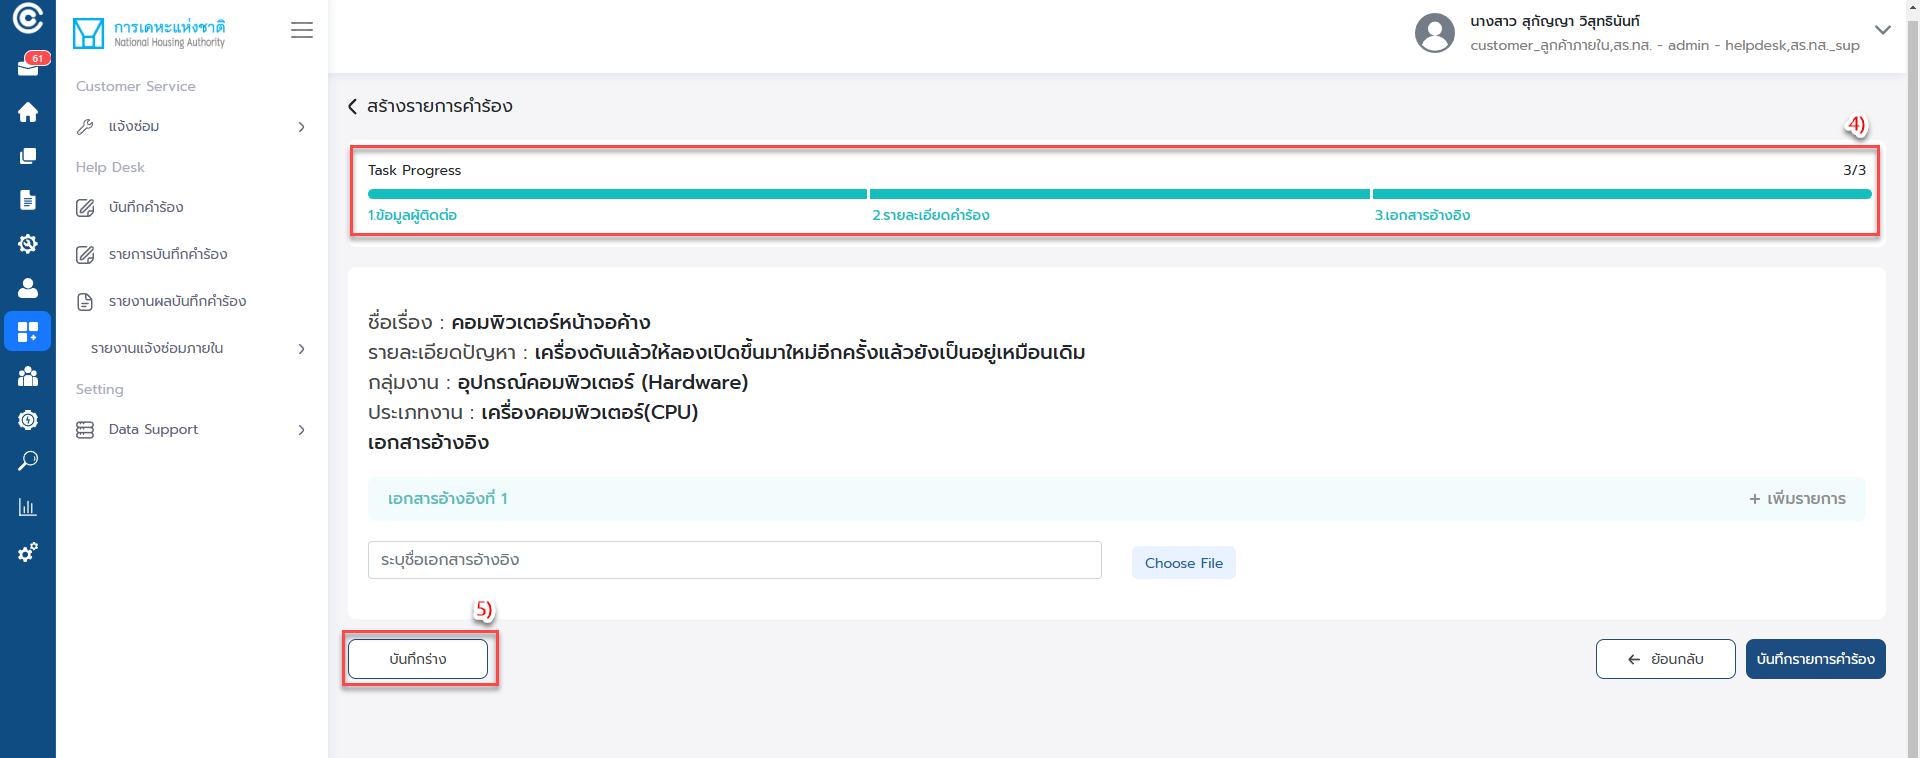 61
การเคหะแห่งชาติ
National Housing Authority
Customer Service
แจ้งซ่อม
Help Desk
บันทึกคำร้อง
รายการบันทึกคำร้อง
รายงานผลบันทึกคำร้อง
รายงานแจ้งซ่อมภายใน
Setting
Data Support
นางสาว สุกัญญา วิสุทธินันท์
customer_ลูกค้าภายใน,สร.ทส. - admin - helpdesk,สร.ทส._sup
สร้างรายการคำร้อง
4)
Task Progress 3/3
1.ข้อมูลผู้ติดต่อ 2.รายละเอียดคำร้อง 3.เอกสารอ้างอิง
ชื่อเรื่อง : คอมพิวเตอร์หน้าจอค้าง
รายละเอียดปัญหา : เครื่องดับแล้วให้ลองเปิดขึ้นมาใหม่อีกครั้งแล้วยังเป็นอยู่เหมือนเดิม
กลุ่มงาน : อุปกรณ์คอมพิวเตอร์ (Hardware)
ประเภทงาน : เครื่องคอมพิวเตอร์(CPU)
เอกสารอ้างอิง
เอกสารอ้างอิงที่ 1 + เพิ่มรายการ
ระบุชื่อเอกสารอ้างอิง Choose File
5)
บันทึกร่าง ย้อนกลับ บันทึกรายการคำร้อง